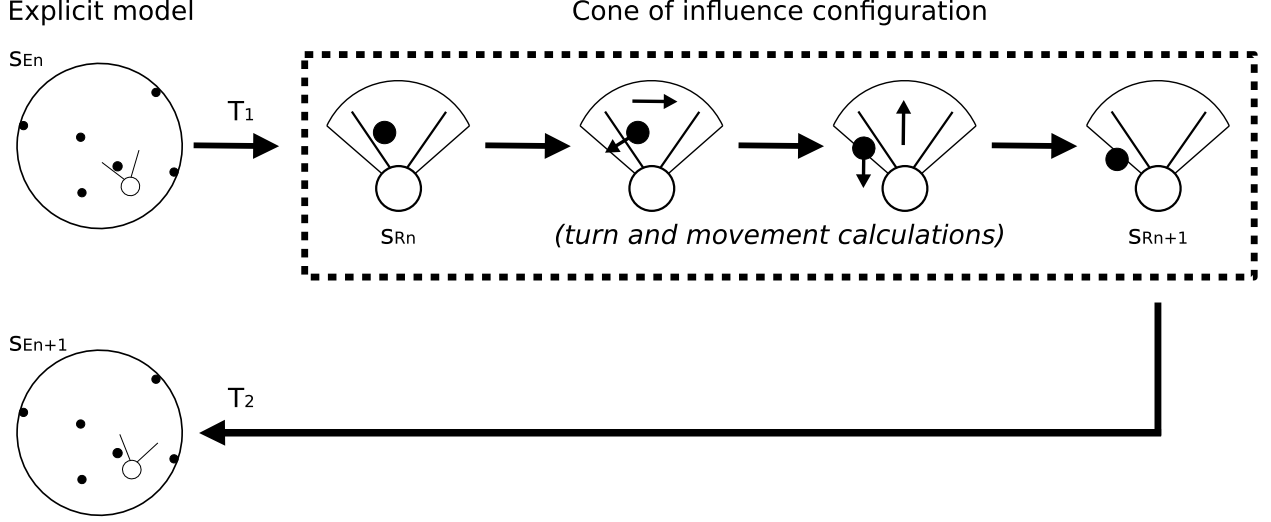 Explicit model
Cone of influence configuration
sEn
T1
sRn
(turn and movement calculations)
sRn+1
sEn+1
T2